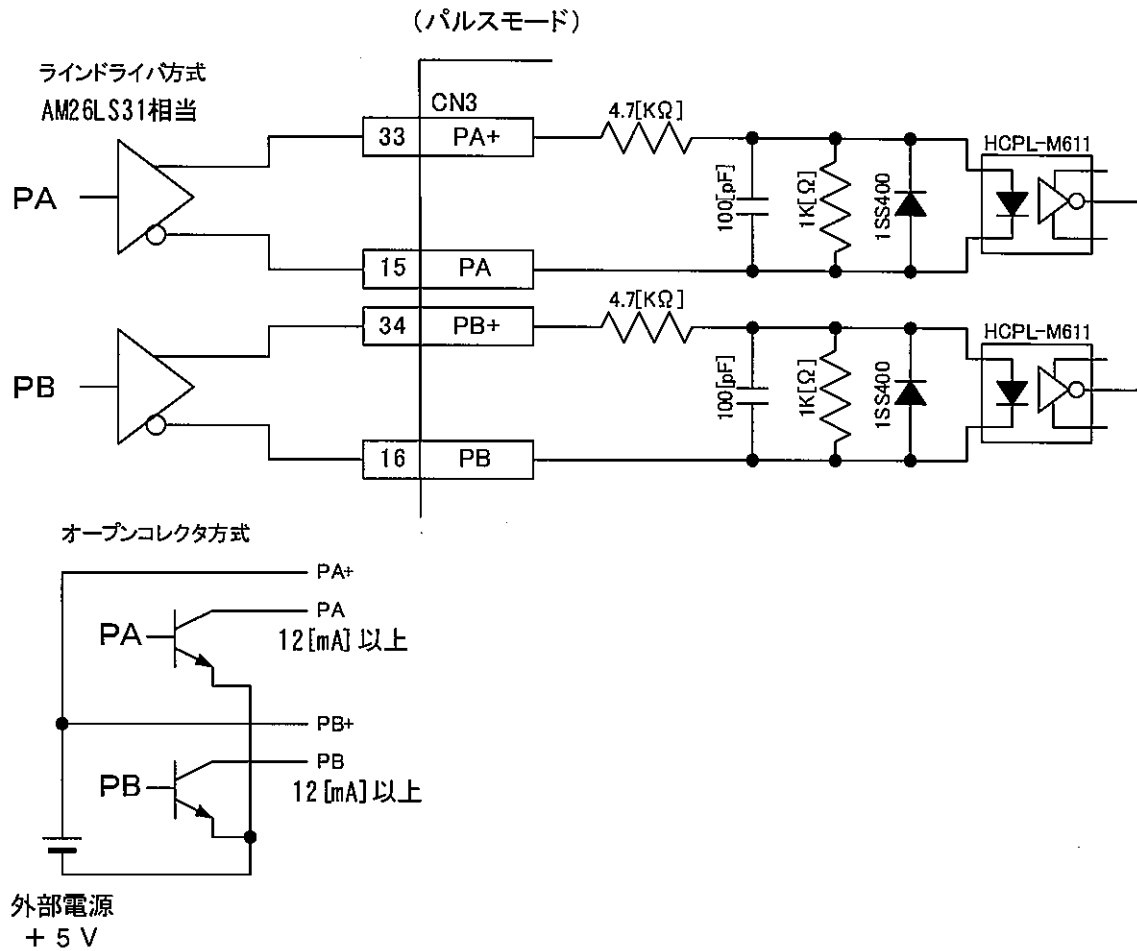 (パルスモード)
ラインドライバ方式
AM26LS31相当
CN3
PA
33 PA+
4.7[KΩ]
100[pF]
1K[Ω]
1SS400
HCPL-M611
15 PA
PB
34 PB+
4.7[KΩ]
100[pF]
1K[Ω]
1SS400
HCPL-M611
16 PB
オープンコレクタ方式
PA+
PA
PA
12[mA]以上
PB+
PB
PB
12[mA]以上
外部電源
+5V